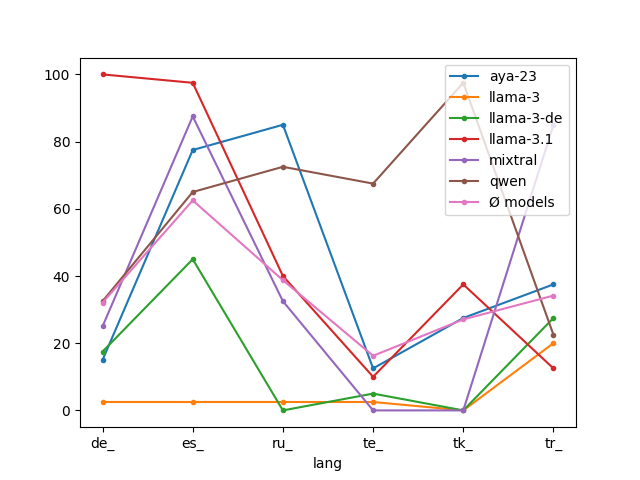 100
80
60
40
20
0
aya-23
llama-3
llama-3-de
llama-3.1
mixtral
qwen
Ø models
de_ es_ ru_ te_ tk_ tr_
lang